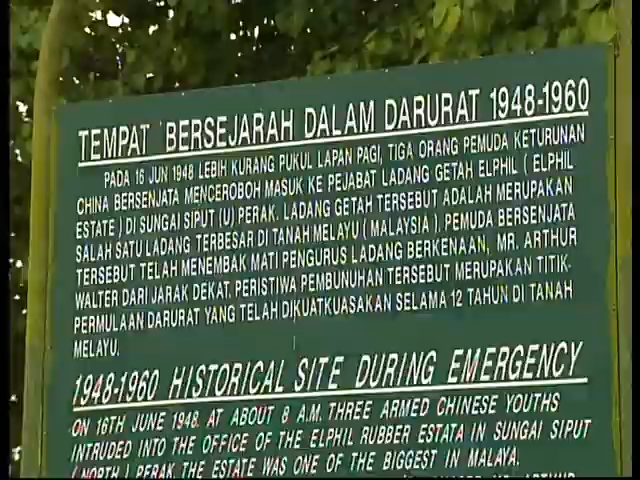 TEMPAT BERSEJARAH DALAM DARURAT 1948-1960
PADA 16 JUN 1948 LEBIH KURANG PUKUL LAPAN PAGI, TIGA ORANG PEMUDA KETURUNAN
CHINA BERSENJATA MENCEROBOH MASUK KE PEJABAT LADANG GETAH ELPHIL ( ELPHIL
ESTATE ) DI SUNGAI SIPUT (U) PERAK. LADANG GETAH TERSEBUT ADALAH MERUPAKAN
SALAH SATU LADANG TERBESAR DI TANAH MELAYU ( MALAYSIA ). PEMUDA BERSENJATA
TERSEBUT TELAH MENEMBAK MATI PENGURUS LADANG BERKENAAN, MR. ARTHUR
WALTER DARI JARAK DEKAT. PERISTIWA PEMBUNUHAN TERSEBUT MERUPAKAN TITIK-
PERMULAAN DARURAT YANG TELAH DIKUATKUASAKAN SELAMA 12 TAHUN DI TANAH
MELAYU.
1948-1960 HISTORICAL SITE DURING EMERGENCY
ON 16TH JUNE 1948. AT ABOUT 8 A.M. THREE ARMED CHINESE YOUTHS
INTRUDED INTO THE OFFICE OF THE ELPHIL RUBBER ESTATA IN SUNGAI SIPUT
( NORTH ) PERAK. THE ESTATE WAS ONE OF THE BIGGEST IN MALAYA.